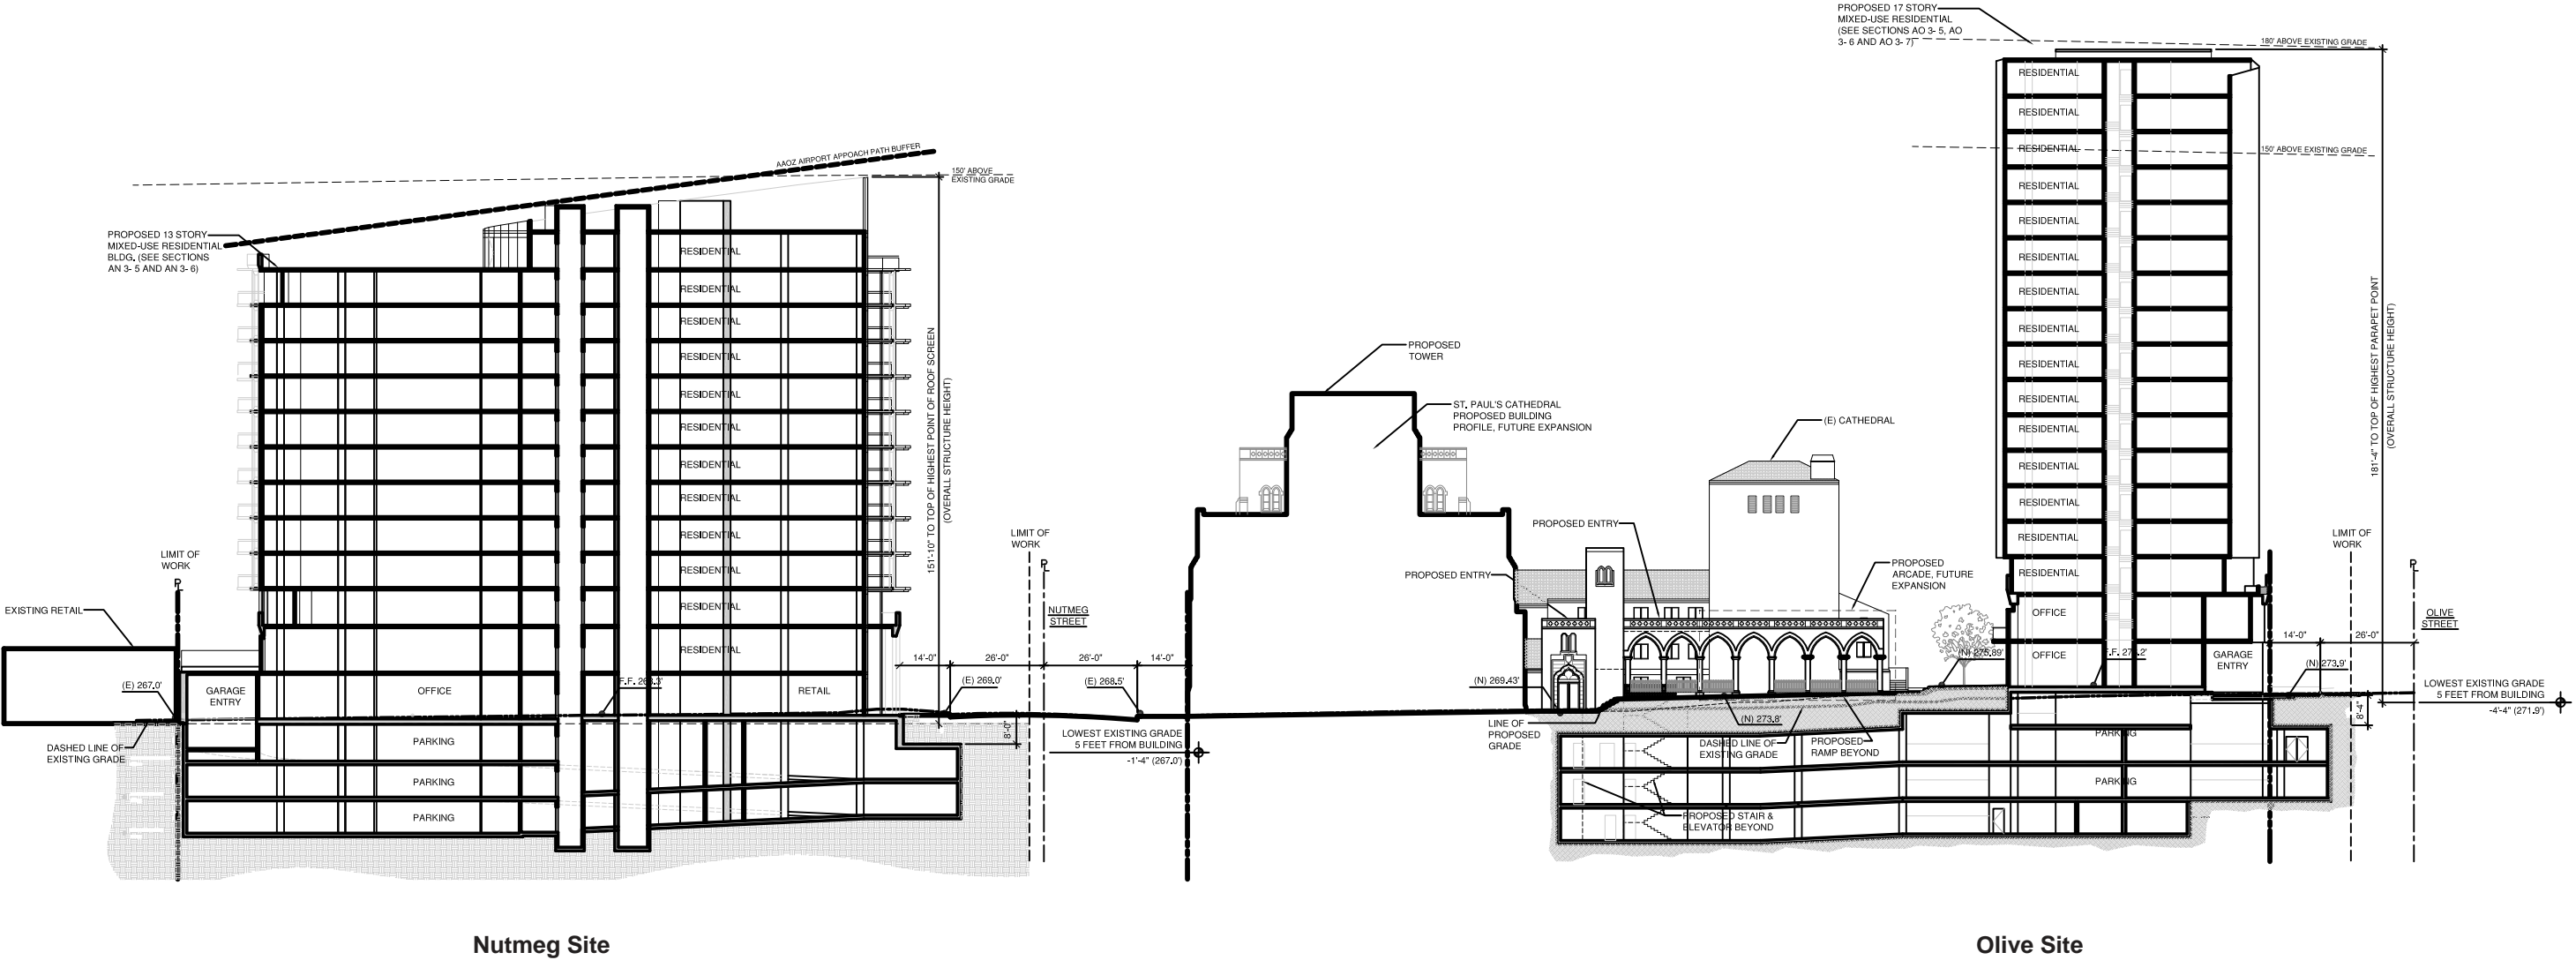 PROPOSED 17 STORY
MIXED-USE RESIDENTIAL
(SEE SECTIONS AO 3- 5, AO
3- 6 AND AO 3- 7)
180' ABOVE EXISTING GRADE
RESIDENTIAL
RESIDENTIAL
RESIDENTIAL
150' ABOVE EXISTING GRADE
RESIDENTIAL
RESIDENTIAL
RESIDENTIAL
RESIDENTIAL
RESIDENTIAL
RESIDENTIAL
RESIDENTIAL
RESIDENTIAL
RESIDENTIAL
RESIDENTIAL
RESIDENTIAL
RESIDENTIAL
OFFICE
OFFICE
GARAGE
ENTRY
181'-4" TO TOP OF HIGHEST PARAPET POINT
(OVERALL STRUCTURE HEIGHT)
AAOZ AIRPORT APPOACH PATH BUFFER
150' ABOVE
EXISTING GRADE
PROPOSED 13 STORY
MIXED-USE RESIDENTIAL
BLDG. (SEE SECTIONS
AN 3- 5 AND AN 3- 6)
RESIDENTIAL
RESIDENTIAL
RESIDENTIAL
RESIDENTIAL
RESIDENTIAL
RESIDENTIAL
RESIDENTIAL
RESIDENTIAL
RESIDENTIAL
RESIDENTIAL
RESIDENTIAL
RESIDENTIAL
151'-10" TO TOP OF HIGHEST POINT OF ROOF SCREEN
(OVERALL STRUCTURE HEIGHT)
LIMIT OF
WORK
PL
EXISTING RETAIL
(E) 267.0'
GARAGE
ENTRY
OFFICE
RETAIL
DASHED LINE OF
EXISTING GRADE
PARKING
PARKING
PARKING
LIMIT OF
WORK
PL
NUTMEG
STREET
14'-0"
26'-0"
26'-0"
14'-0"
(E) 269.0'
(E) 268.5'
8'-0"
LOWEST EXISTING GRADE
5 FEET FROM BUILDING
-1'-4" (267.0')
PROPOSED
TOWER
ST. PAUL'S CATHEDRAL
PROPOSED BUILDING
PROFILE, FUTURE EXPANSION
(E) CATHEDRAL
PROPOSED ENTRY
PROPOSED ENTRY
PROPOSED
ARCADE, FUTURE
EXPANSION
(N) 269.43'
LINE OF
PROPOSED
GRADE
(N) 273.8'
DASHED LINE OF
EXISTING GRADE
PROPOSED
RAMP BEYOND
PROPOSED STAIR &
ELEVATOR BEYOND
(N) 275.89'
PARKING
PARKING
LIMIT OF
WORK
PL
OLIVE
STREET
14'-0"
26'-0"
(N) 273.9'
LOWEST EXISTING GRADE
5 FEET FROM BUILDING
-4'-4" (271.9')
8'-4"
Nutmeg Site
Olive Site